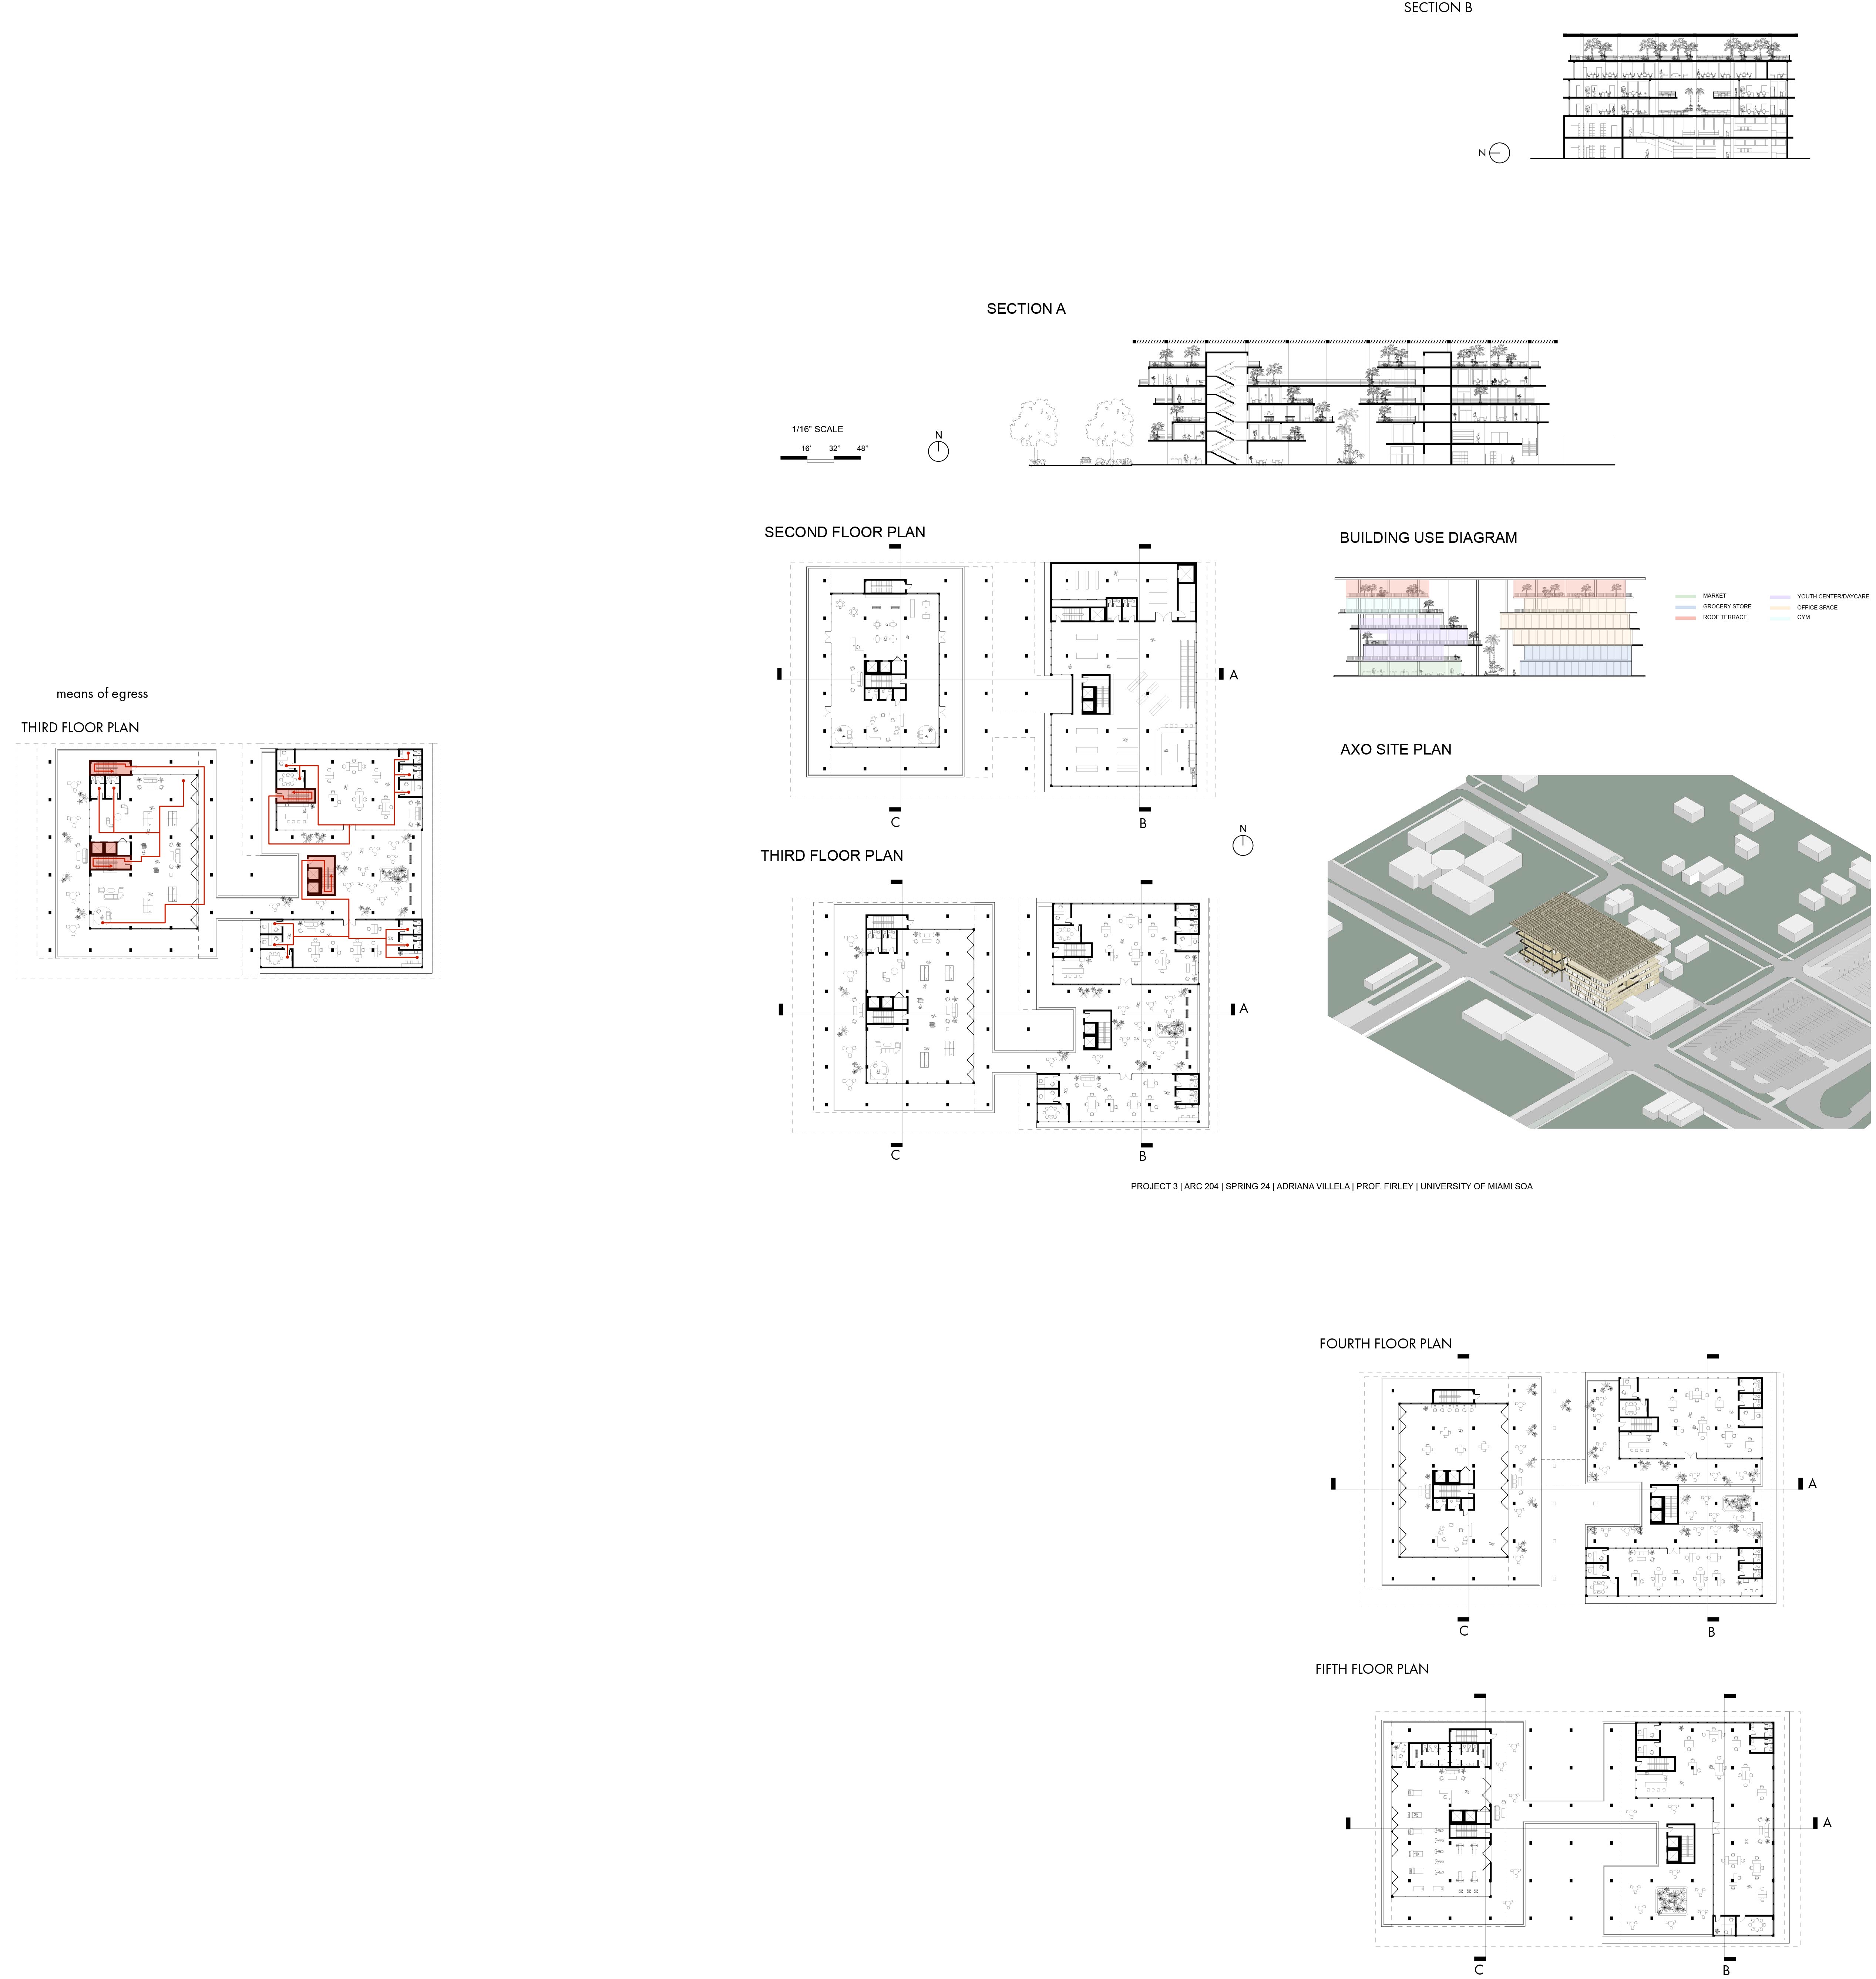 SECTION B
N
SECTION A
1/16" SCALE
16' 32" 48"
N
SECOND FLOOR PLAN
A
C
B
BUILDING USE DIAGRAM
MARKET
GROCERY STORE
ROOF TERRACE
YOUTH CENTER/DAYCARE
OFFICE SPACE
GYM
means of egress
THIRD FLOOR PLAN
AXO SITE PLAN
N
THIRD FLOOR PLAN
A
C
B
PROJECT 3 | ARC 204 | SPRING 24 | ADRIANA VILLELA | PROF. FIRLEY | UNIVERSITY OF MIAMI SOA
FOURTH FLOOR PLAN
A
C
B
FIFTH FLOOR PLAN
A
C
B